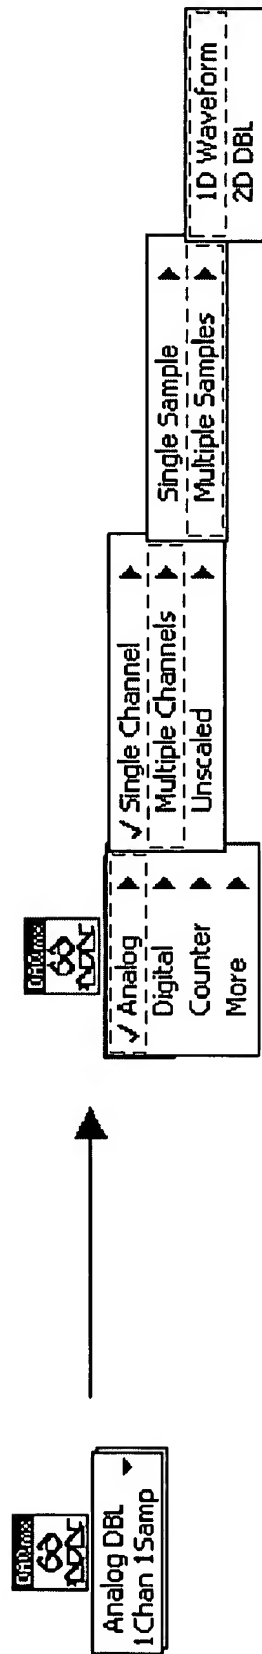 DAQmx
Analog DBL
1Chan 1Samp
DAQmx
✓ Analog
Digital
Counter
More
✓ Single Channel
Multiple Channels
Unscaled
Single Sample
Multiple Samples
1D Waveform
2D DBL